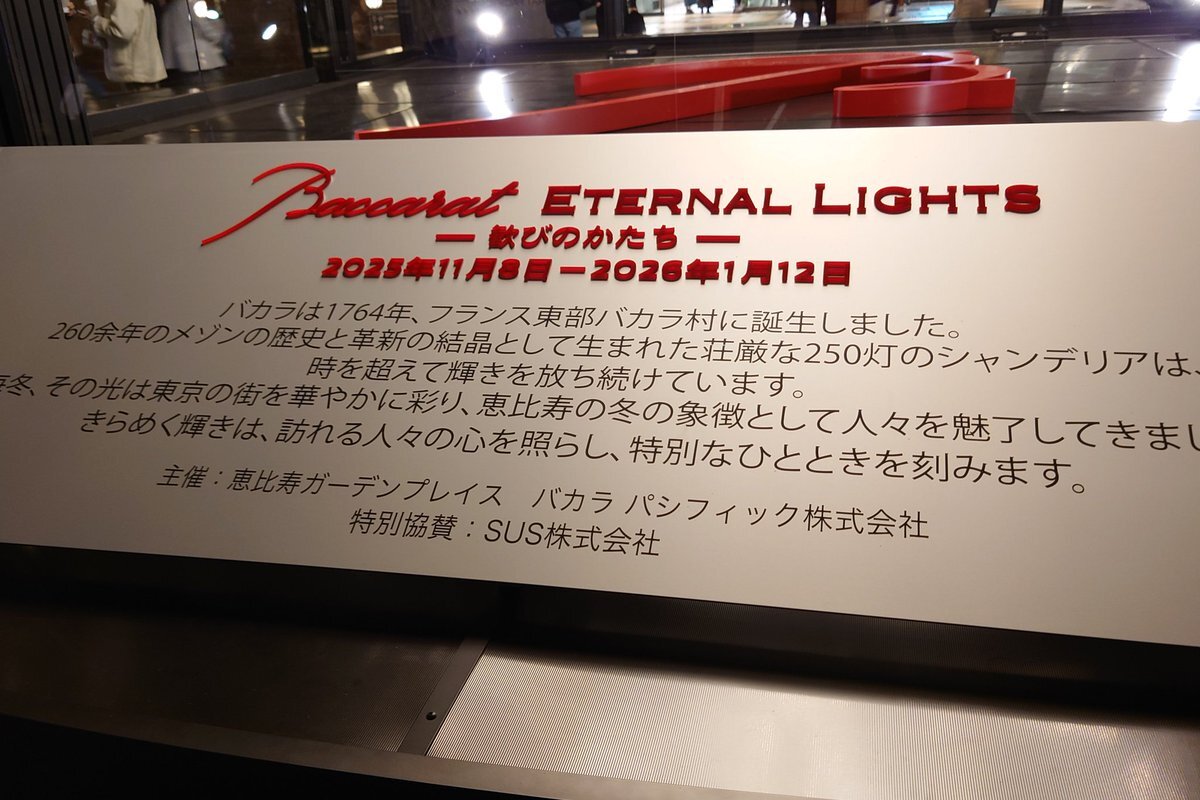 Baccarat ETERNAL LIGHTS
— 歓びのかたち —
2025年11月8日－2026年1月12日
バカラは1764年、フランス東部バカラ村に誕生しました。
260余年のメゾンの歴史と革新の結晶として生まれた荘厳な250灯のシャンデリアは、
時を超えて輝きを放ち続けています。
冬、その光は東京の街を華やかに彩り、恵比寿の冬の象徴として人々を魅了してきまし
きらめく輝きは、訪れる人々の心を照らし、特別なひとときを刻みます。
主催：恵比寿ガーデンプレイス　バカラ パシフィック株式会社
特別協賛：SUS株式会社